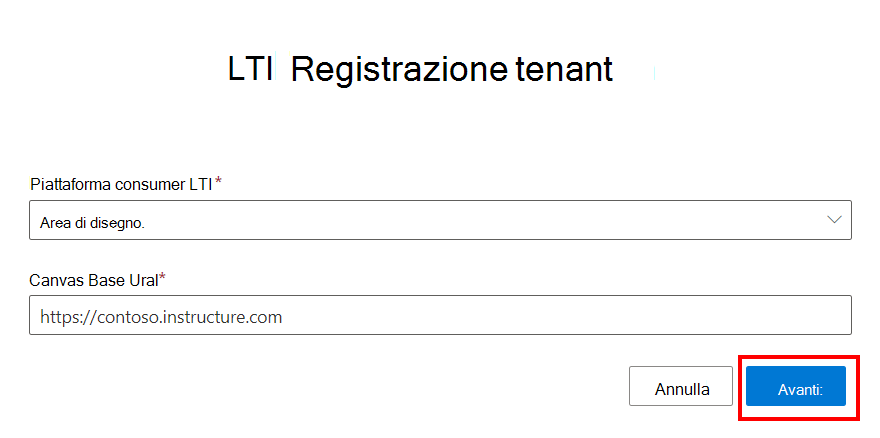 LTI Registrazione tenant
Piattaforma consumer LTI *
Area di disegno.
Canvas Base Ural*
https://contoso.instructure.com
Annulla Avanti: